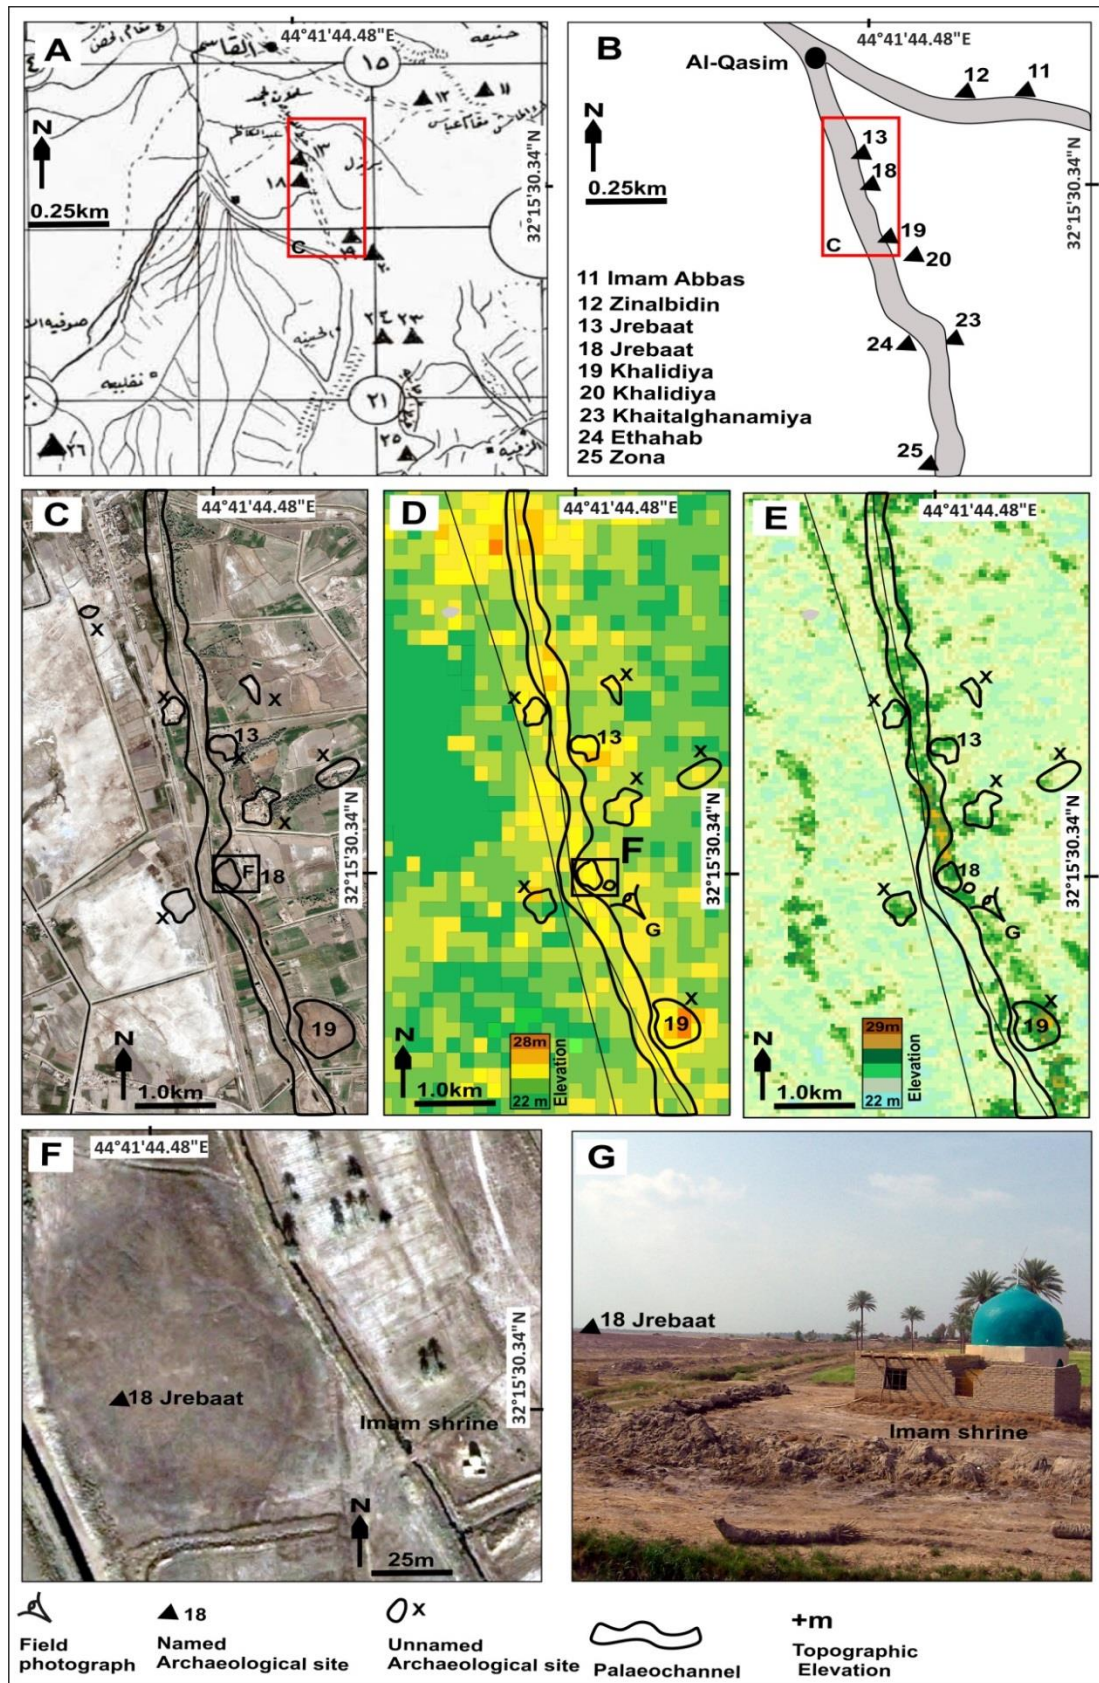 A
44°41'44.48"E
N
0.25km
32°15'30.34"N
C
القاسم
١٥
١١
١٢
١٣
١٨
١٩
٢٠
٢٤ ٢٣
٢١
٢٥
٢٦
B
44°41'44.48"E
Al-Qasim
12
11
N
0.25km
13
18
19
20
C
23
24
25
32°15'30.34"N
11 Imam Abbas
12 Zinalbidin
13 Jrebaat
18 Jrebaat
19 Khalidiya
20 Khalidiya
23 Khaitalghanamiya
24 Ethahab
25 Zona
C
44°41'44.48"E
X
X
X
13
X
X
X
F 18
X
19
32°15'30.34"N
N
1.0km
D
44°41'44.48"E
X
X
13
X
X
F
X
G
X
19
32°15'30.34"N
N
1.0km
28m
22 m
Elevation
E
44°41'44.48"E
X
X
13
X
X
18
X
G
X
19
32°15'30.34"N
N
1.0km
29m
22 m
Elevation
F
44°41'44.48"E
18 Jrebaat
Imam shrine
32°15'30.34"N
N
25m
G
18 Jrebaat
Imam shrine
Field
photograph
18
Named
Archaeological site
X
Unnamed
Archaeological site
Palaeochannel
+m
Topographic
Elevation